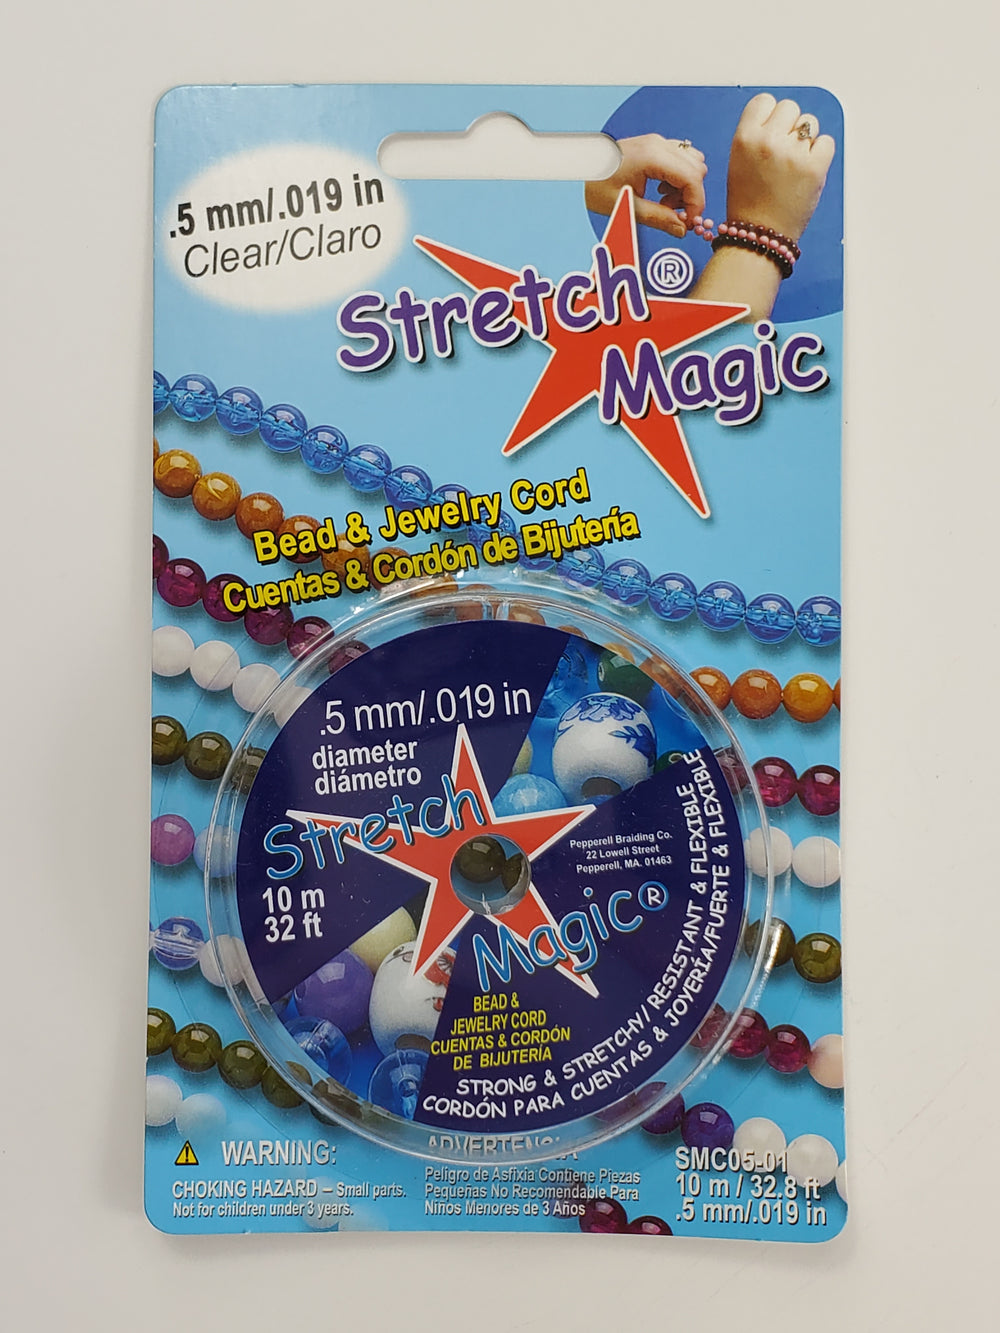 .5 mm/.019 in
Clear/Claro
Stretch®
Magic
Bead & Jewelry Cord
Cuentas & Cordón de Bijutería
.5 mm/.019 in
diameter
diámetro
Stretch
10 m
32 ft
Pepperell Braiding Co.
22 Lowell Street
Pepperell, MA. 01463
Magic®
BEAD &
JEWELRY CORD
CUENTAS & CORDÓN
DE BIJUTERÍA
STRONG & STRETCHY/ RESISTANT & FLEXIBLE
CORDÓN PARA CUENTAS & JOYERÍA/FUERTE & FLEXIBLE
WARNING:
CHOKING HAZARD – Small parts.
Not for children under 3 years.
ADVERTENCIA
Peligro de Asfixia Contiene Piezas
Pequeñas No Recomendable Para
Niños Menores de 3 Años
SMC05-01
10 m / 32.8 ft
.5 mm/.019 in